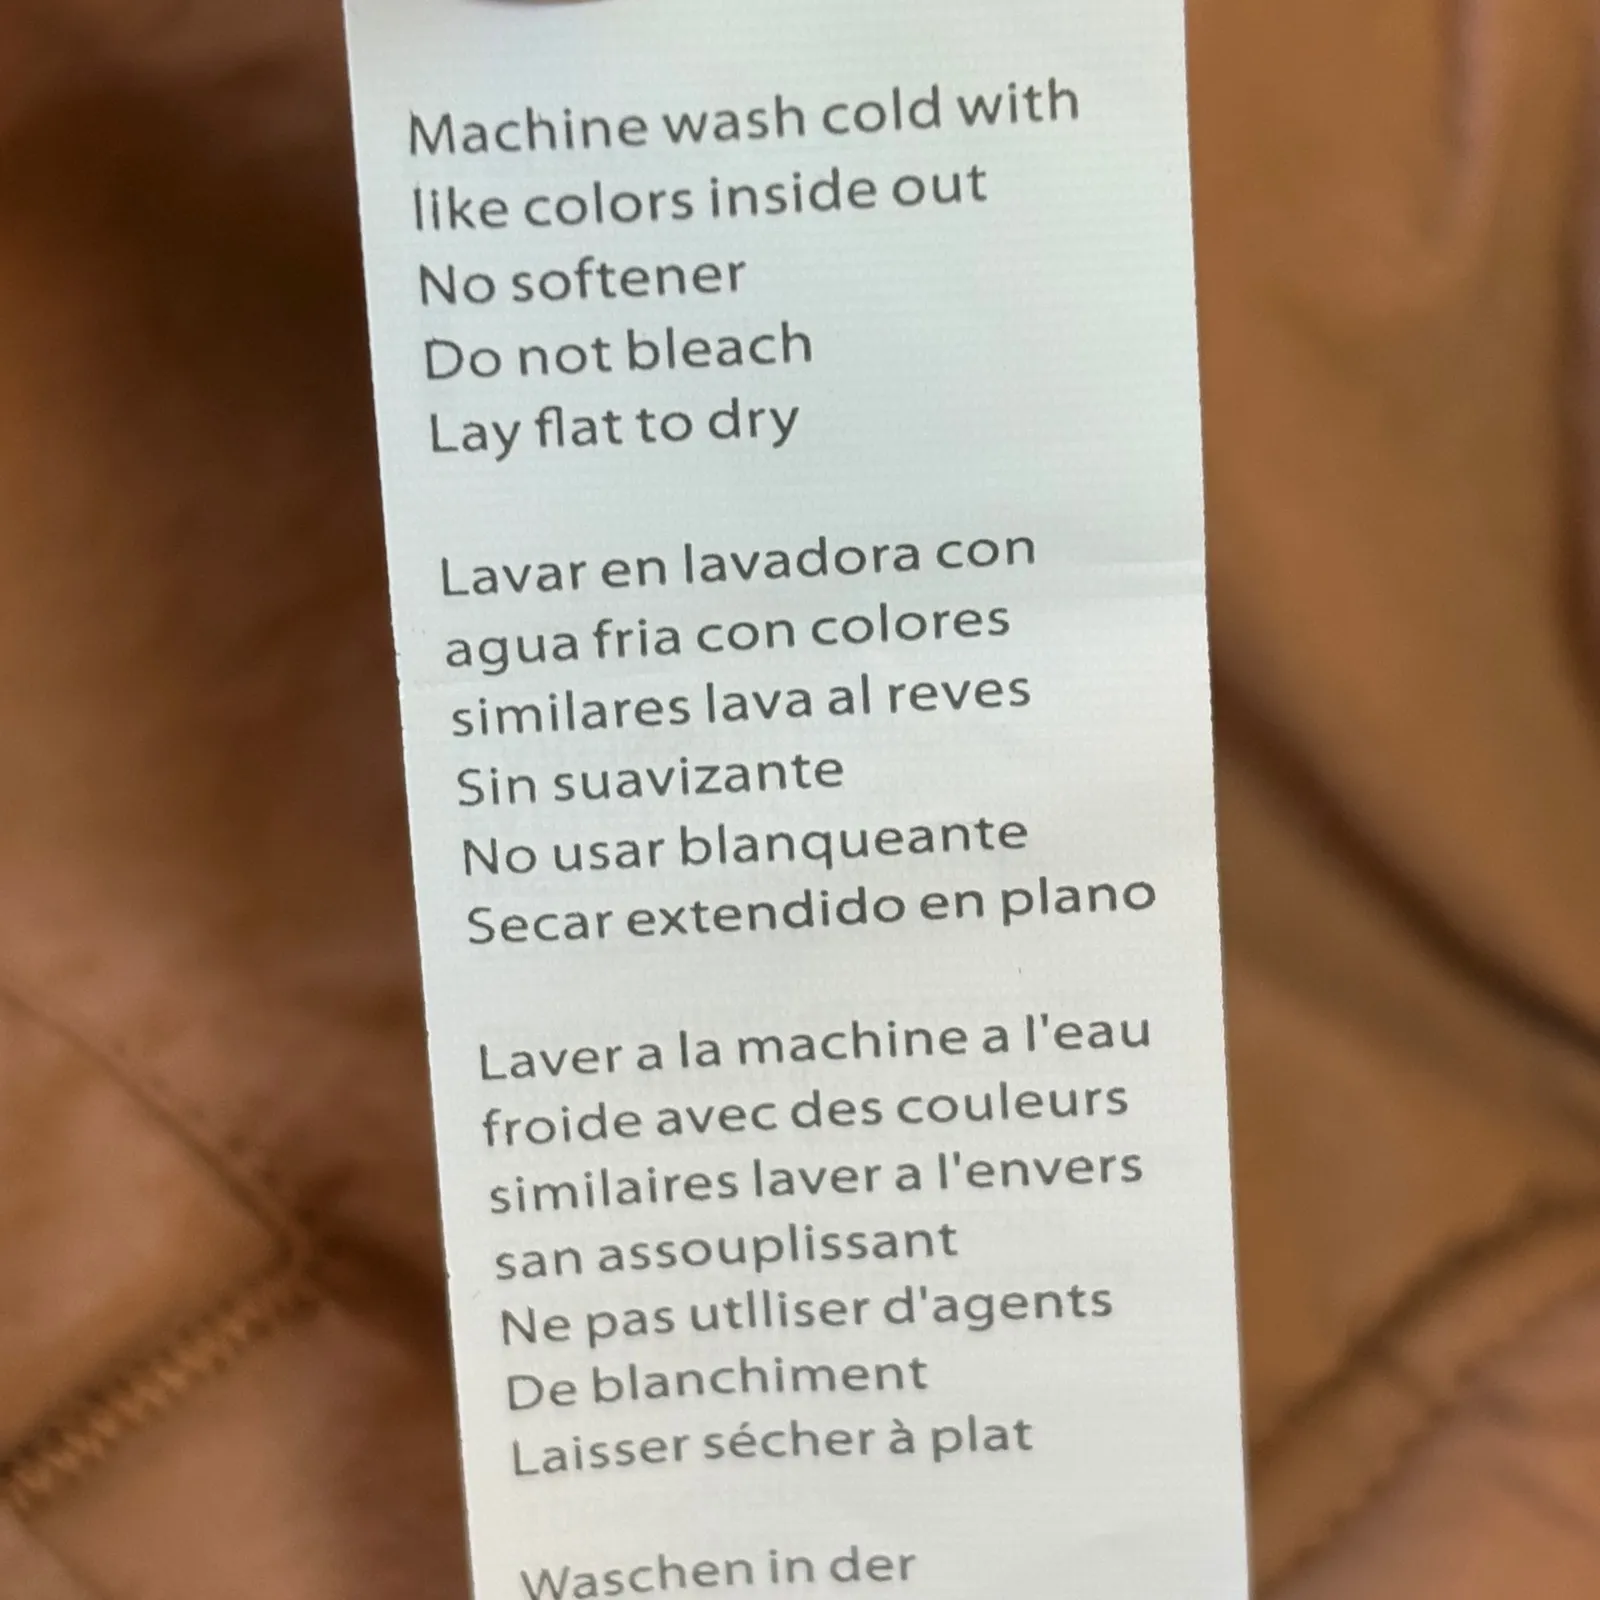 Machine wash cold with
like colors inside out
No softener
Do not bleach
Lay flat to dry
Lavar en lavadora con
agua fria con colores
similares lava al reves
Sin suavizante
No usar blanqueante
Secar extendido en plano
Laver a la machine a l'eau
froide avec des couleurs
similaires laver a l'envers
san assouplissant
Ne pas utlliser d'agents
De blanchiment
Laisser sécher à plat
Waschen in der